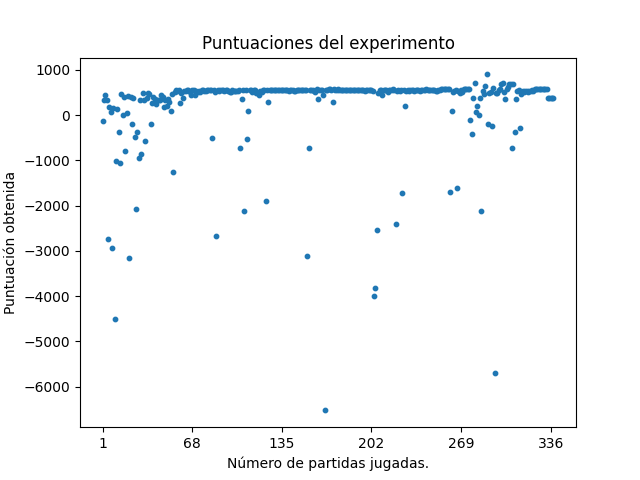 Puntuaciones del experimento
1000
0
−1000
−2000
−3000
−4000
−5000
−6000
Puntuación obtenida
1 68 135 202 269 336
Número de partidas jugadas.